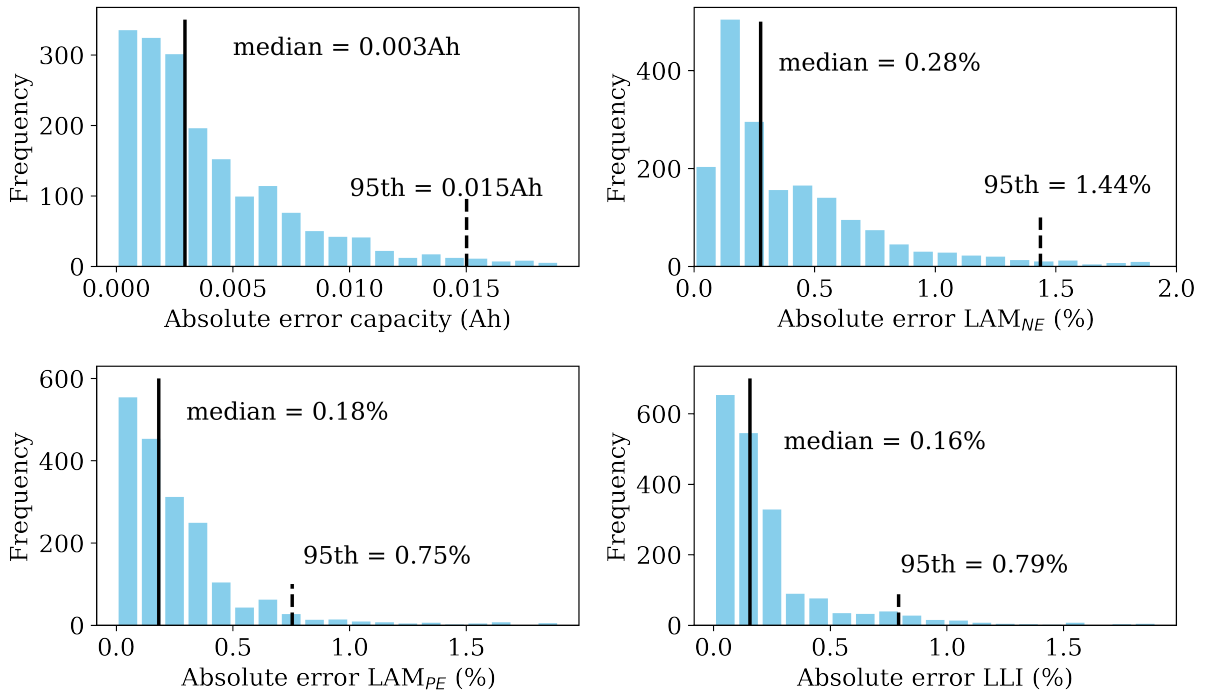 Frequency
300
200
100
0
median = 0.003Ah
95th = 0.015Ah
0.000 0.005 0.010 0.015
Absolute error capacity (Ah)
Frequency
400
200
0
median = 0.28%
95th = 1.44%
0.0 0.5 1.0 1.5 2.0
Absolute error LAM_NE (%)
Frequency
600
400
200
0
median = 0.18%
95th = 0.75%
0.0 0.5 1.0 1.5
Absolute error LAM_PE (%)
Frequency
600
400
200
0
median = 0.16%
95th = 0.79%
0.0 0.5 1.0 1.5
Absolute error LLI (%)